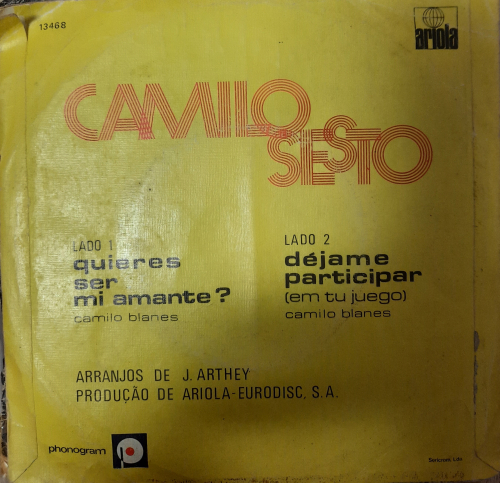 13468
ariola
CAMILO
SESTO
LADO 1
quieres
ser
mi amante?
camilo blanes
LADO 2
déjame
participar
(em tu juego)
camilo blanes
ARRANJOS DE J. ARTHEY
PRODUÇÃO DE ARIOLA-EURODISC, S.A.
phonogram